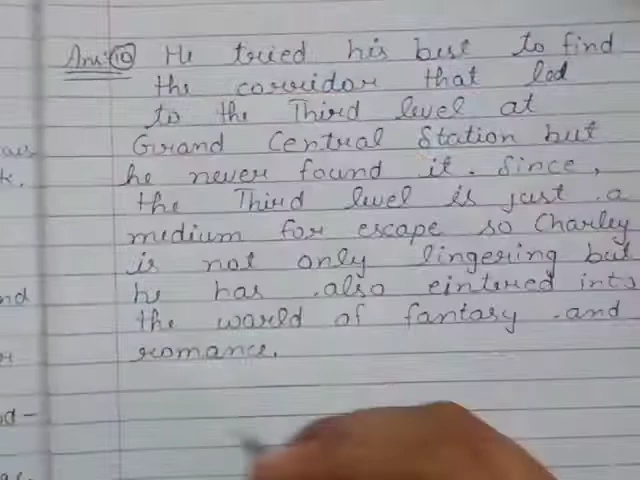 Ans:⑩ He tried his best to find
the corridor that led
to the Third level at
Grand Central Station but
he never found it. Since,
the Third level is just a
medium for escape so Charley
is not only lingering but
he has also eintered into
the world of fantasy and
romance.